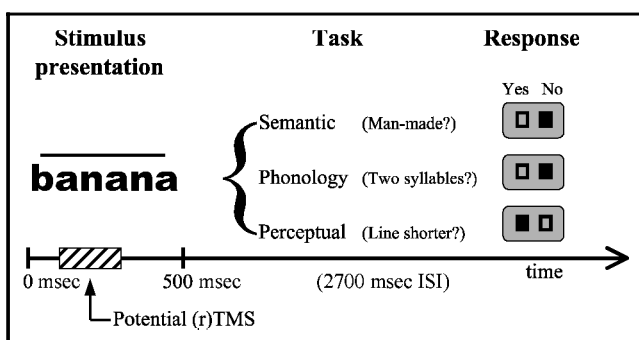 Stimulus presentation
Task
Response
Yes No
banana
Semantic (Man-made?)
Phonology (Two syllables?)
Perceptual (Line shorter?)
0 msec
500 msec
(2700 msec ISI)
time
Potential (r)TMS